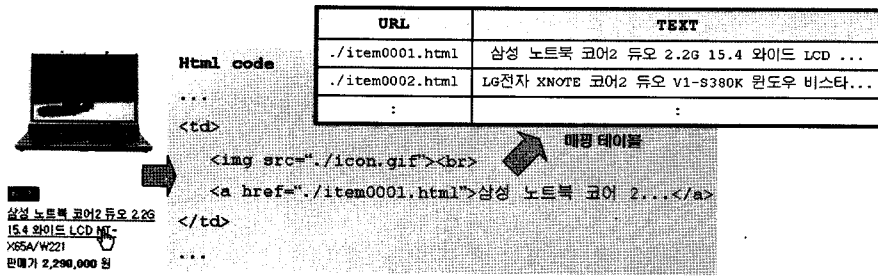 URL TEXT
./item0001.html 삼성 노트북 코어2 듀오 2.2G 15.4 와이드 LCD ...
./item0002.html LG전자 XNOTE 코어2 듀오 V1-S380K 윈도우 비스타...
: :
매핑 테이블
Html code
...
<td>
<img src="./icon.gif"><br>
<a href="./item0001.html">삼성 노트북 코어 2...</a>
</td>
...
삼성 노트북 코어2 듀오 2.2G
15.4 와이드 LCD NT-
X65A/W221
판매가 2,290,000 원